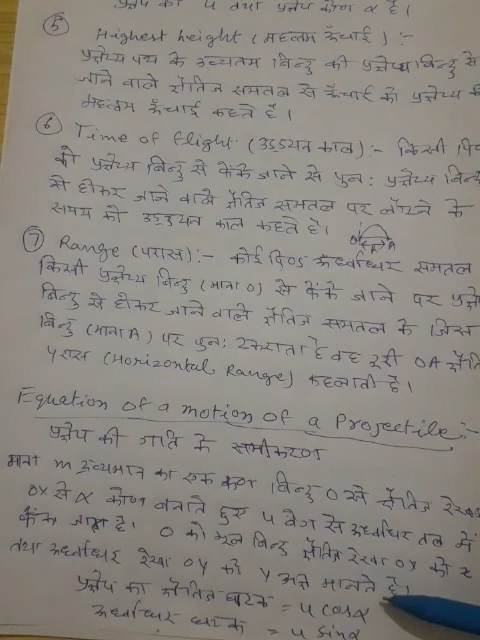 प्रक्षेप का u तथा प्रक्षेप कोण α है।
⑤ Highest height (महत्तम ऊँचाई) :-
प्रक्षेप्य पथ के उच्चतम बिन्दु की प्रक्षेप्य बिन्दु से
जाने वाले क्षैतिज समतल से ऊँचाई को प्रक्षेप्य की
महत्तम ऊँचाई कहते हैं।
⑥ Time of flight (उड्डयन काल) :- किसी पिण्
को प्रक्षेप्य बिन्दु से फेंके जाने से पुन: प्रक्षेप्य बिन्
से होकर जाने वाले क्षैतिज समतल पर लौटने के
समय को उड्डयन काल कहते हैं।
O A
⑦ Range (परास) :- कोई पिण्ड ऊर्ध्वाधर समतल
किसी प्रक्षेप्य बिन्दु (माना O) से फेंके जाने पर प्रक्षे
बिन्दु से होकर जाने वाले क्षैतिज समतल के जिस
बिन्दु (माना A) पर पुन: टकराता है वह दूरी OA क्षैति
परास (Horizontal Range) कहलाती है।
Equation of a motion of a Projectile :-
प्रक्षेप की गति के समीकरण
माना m द्रव्यमान का एक कण बिन्दु O से क्षैतिज रेखा
OX से α कोण बनाते हुए u वेग से ऊर्ध्वाधर तल में
फेंका जाता है। O को मूल बिन्दु क्षैतिज रेखा OX को x
तथा ऊर्ध्वाधर रेखा OY को Y अक्ष मानते हैं।
प्रक्षेप का क्षैतिज घटक = u cosα
ऊर्ध्वाधर घटक = u sinα